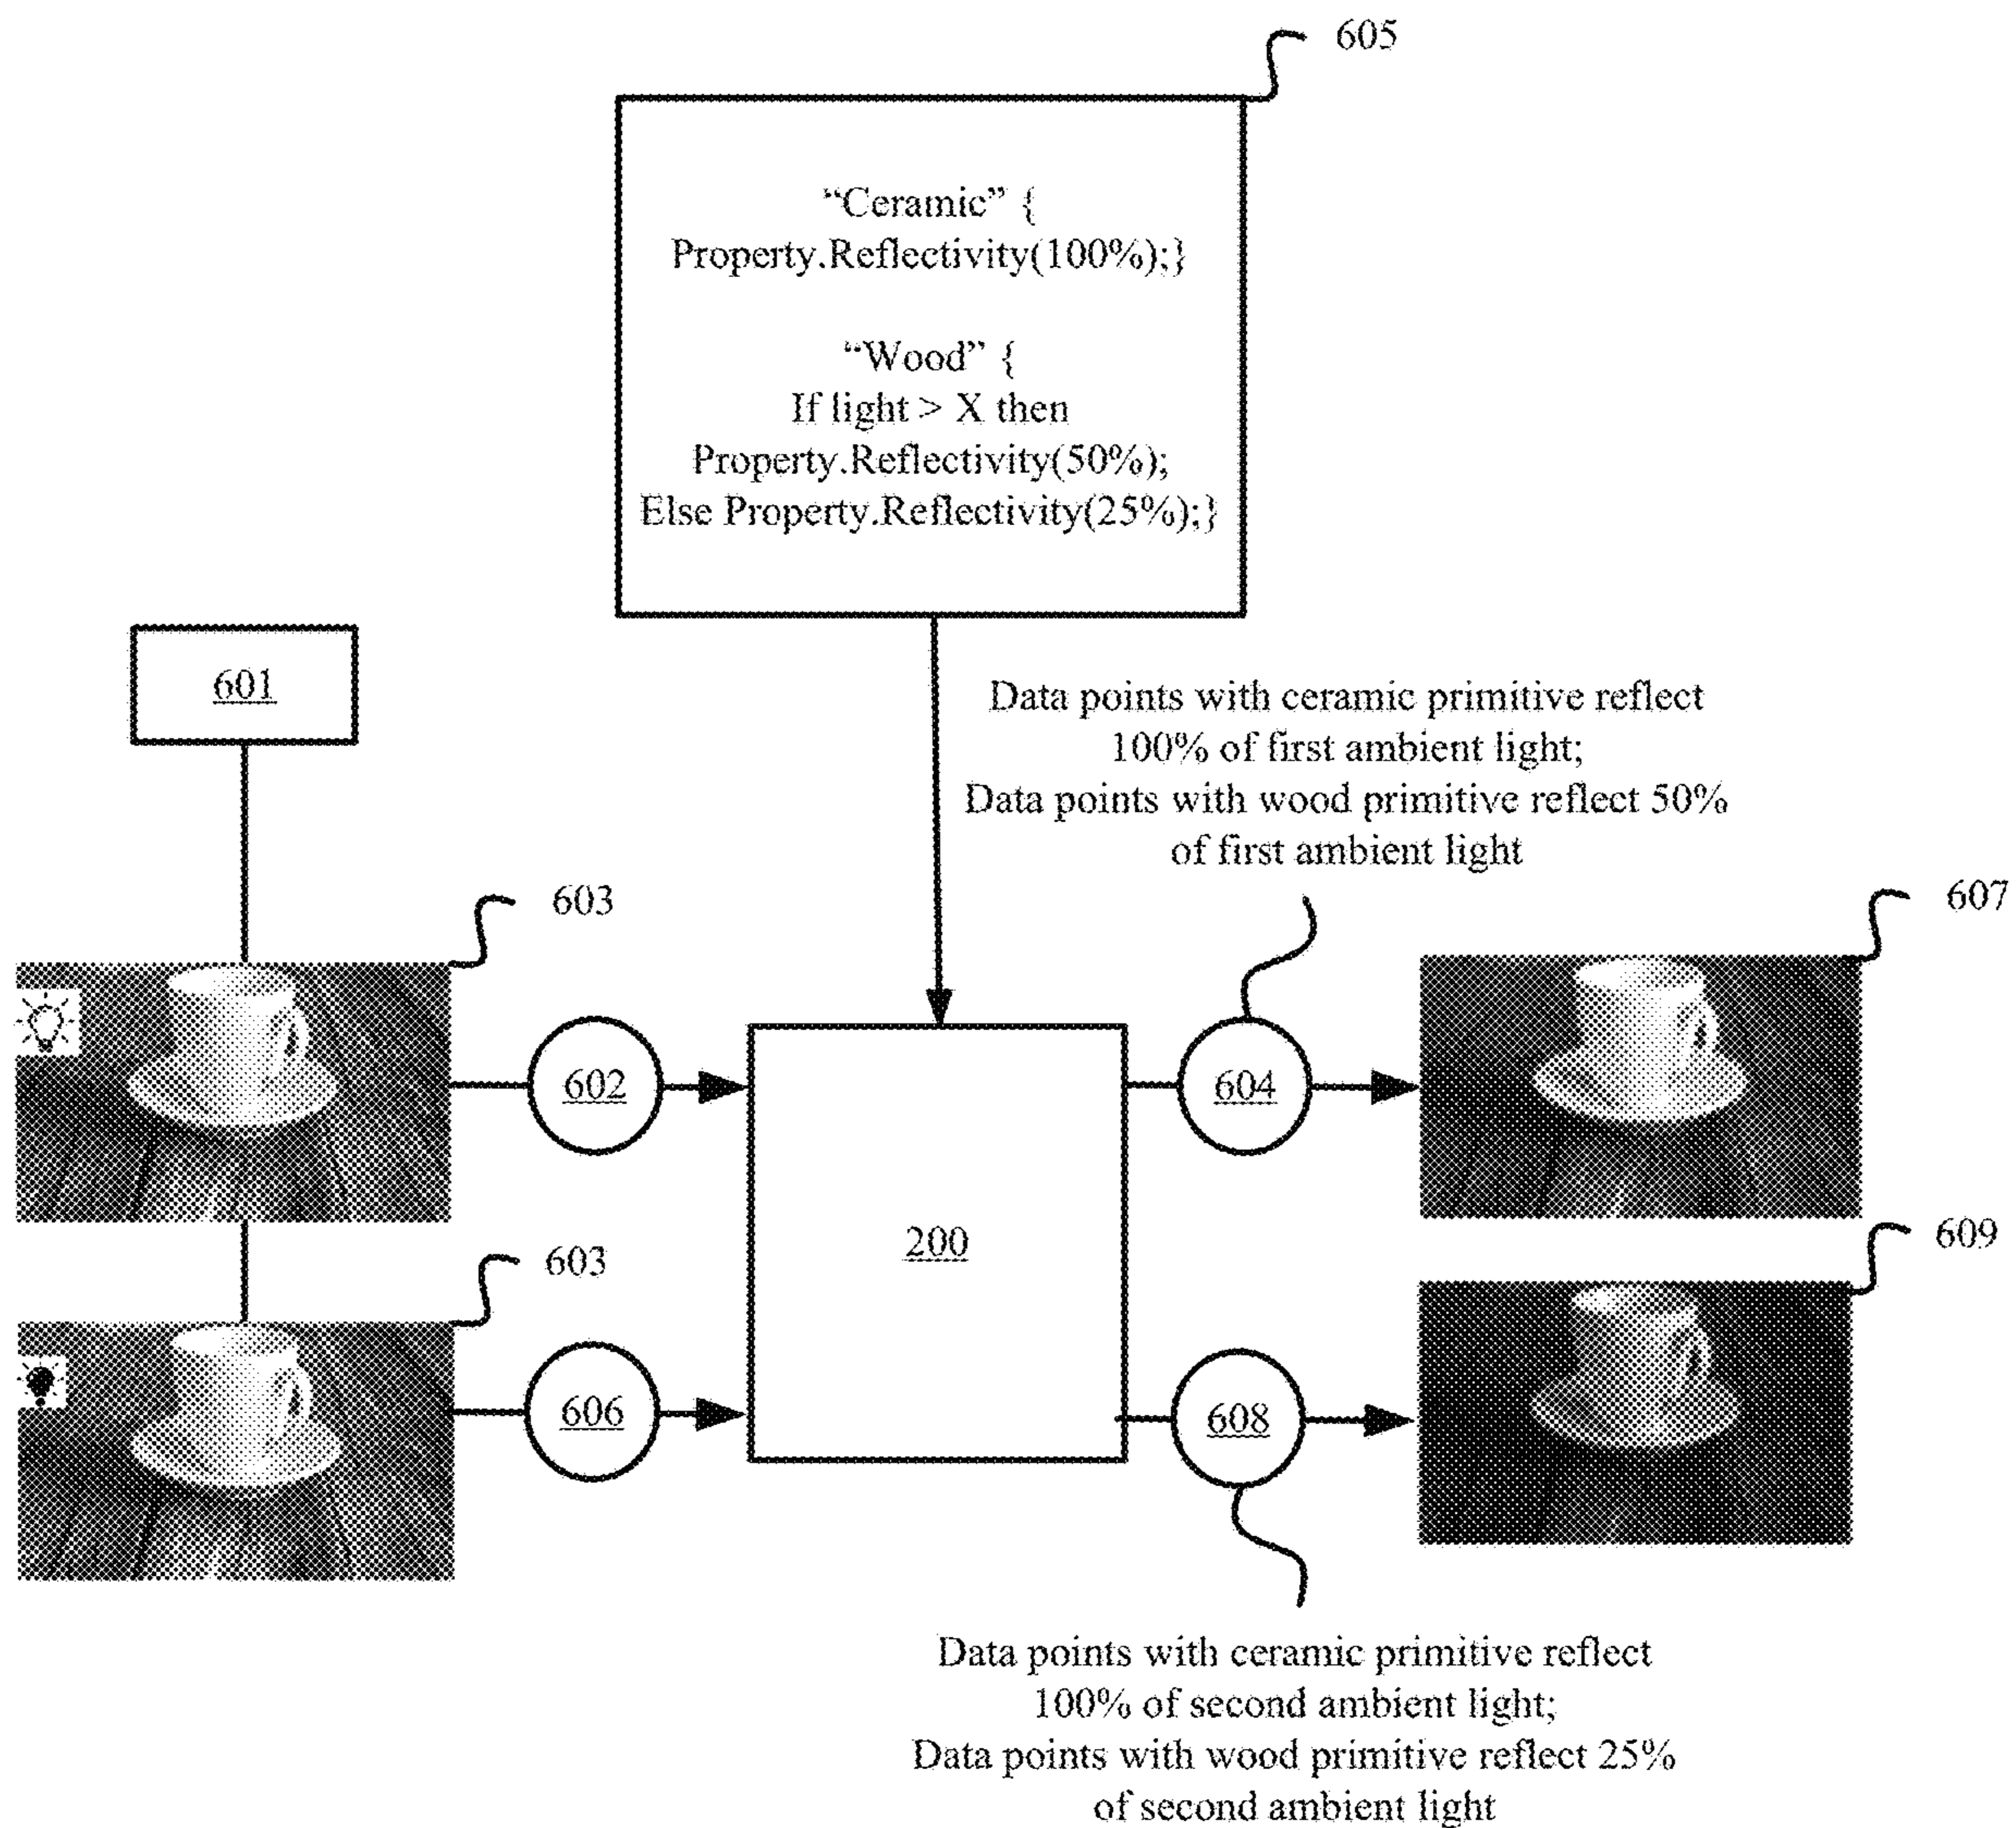 605
“Ceramic” {
Property.Reflectivity(100%);}
“Wood” {
If light > X then
Property.Reflectivity(50%);
Else Property.Reflectivity(25%);}
601
Data points with ceramic primitive reflect
100% of first ambient light;
Data points with wood primitive reflect 50%
of first ambient light
603
607
602
604
200
603
609
606
608
Data points with ceramic primitive reflect
100% of second ambient light;
Data points with wood primitive reflect 25%
of second ambient light